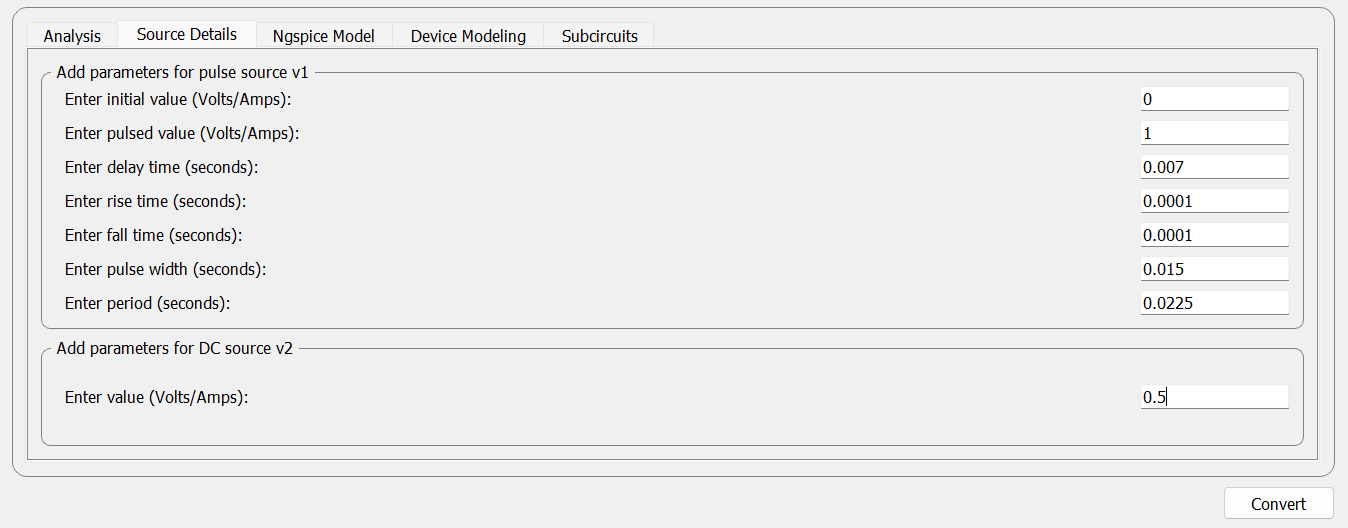 Analysis Source Details Ngspice Model Device Modeling Subcircuits
Add parameters for pulse source v1
Enter initial value (Volts/Amps): 0
Enter pulsed value (Volts/Amps): 1
Enter delay time (seconds): 0.007
Enter rise time (seconds): 0.0001
Enter fall time (seconds): 0.0001
Enter pulse width (seconds): 0.015
Enter period (seconds): 0.0225
Add parameters for DC source v2
Enter value (Volts/Amps): 0.5
Convert